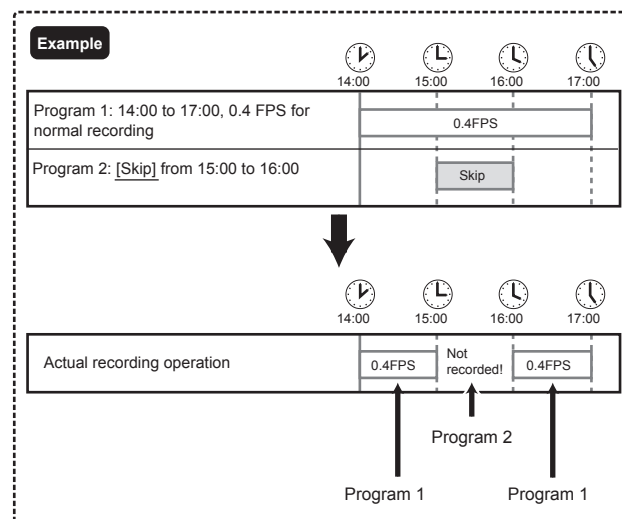 Example
14:00 15:00 16:00 17:00
Program 1: 14:00 to 17:00, 0.4 FPS for
normal recording
0.4FPS
Program 2: [Skip] from 15:00 to 16:00
Skip
14:00 15:00 16:00 17:00
Actual recording operation
0.4FPS
Not
recorded!
0.4FPS
Program 2
Program 1
Program 1